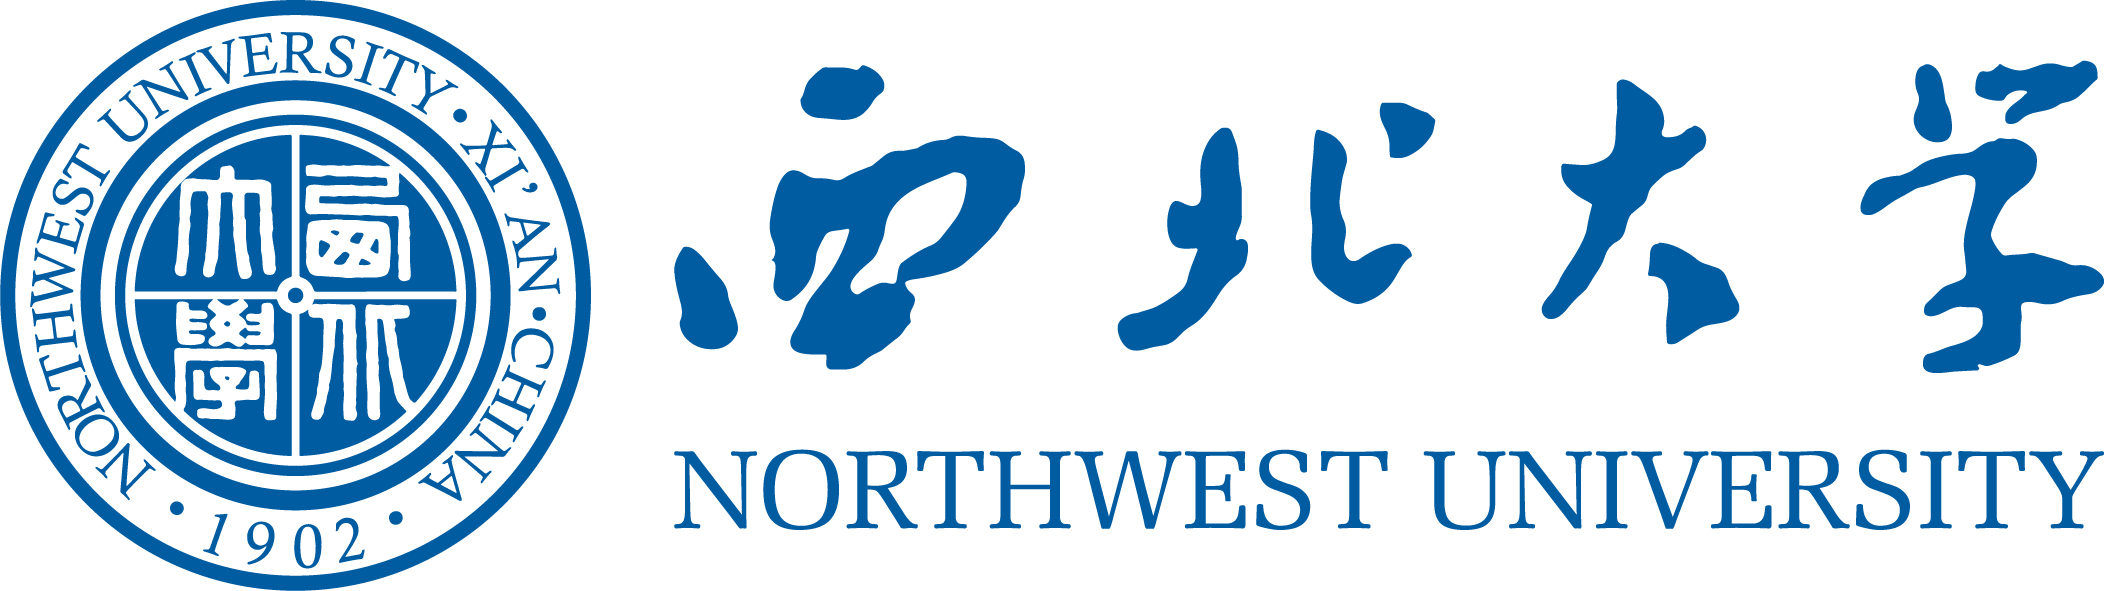 NORTHWEST UNIVERSITY · XI'AN · CHINA
· 1902 ·
西北
大學
西北大学
NORTHWEST UNIVERSITY